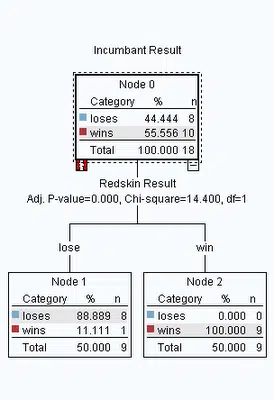 Incumbant Result
Node 0
Category % n
loses 44.444 8
wins 55.556 10
Total 100.000 18
Redskin Result
Adj. P-value=0.000, Chi-square=14.400, df=1
lose win
Node 1
Category % n
loses 88.889 8
wins 11.111 1
Total 50.000 9
Node 2
Category % n
loses 0.000 0
wins 100.000 9
Total 50.000 9